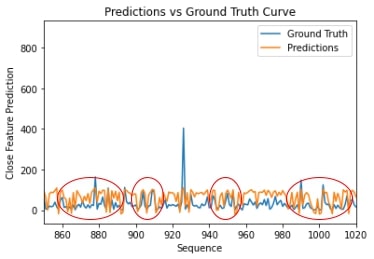 Predictions vs Ground Truth Curve
Ground Truth
Predictions
Close Feature Prediction
800
600
400
200
0
860 880 900 920 940 960 980 1000 1020
Sequence